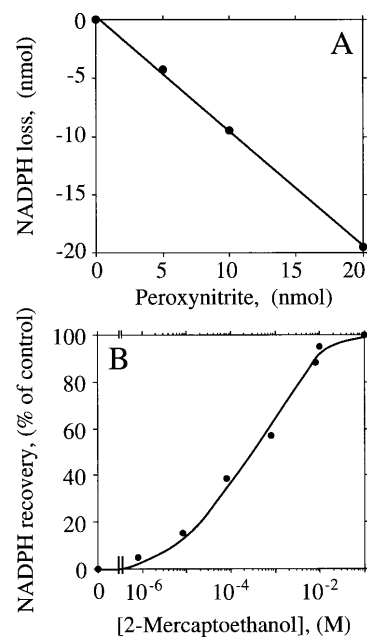 A
NADPH loss, (nmol)
0
-5
-10
-15
-20
0 5 10 15 20
Peroxynitrite, (nmol)
B
NADPH recovery, (% of control)
100
80
60
40
20
0
0 10⁻⁶ 10⁻⁴ 10⁻²
[2-Mercaptoethanol], (M)